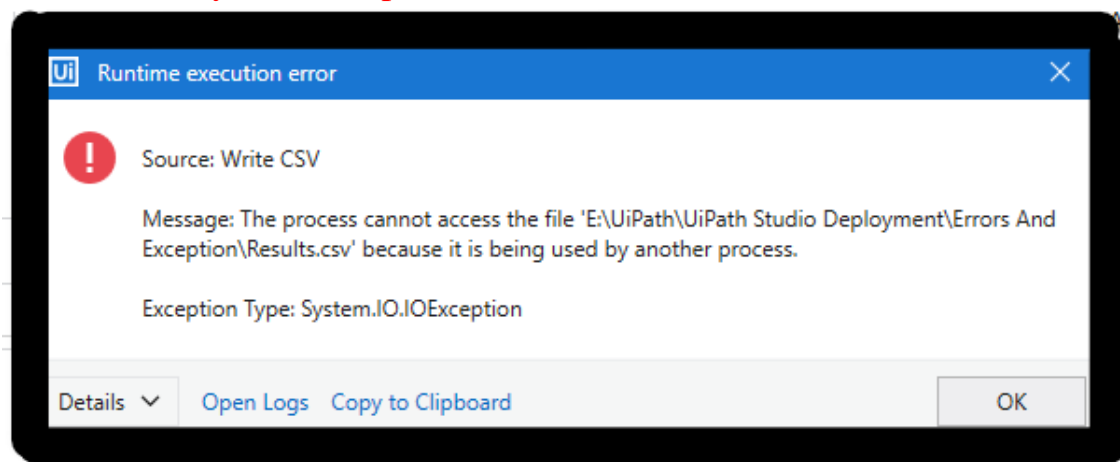 Ui Runtime execution error
Source: Write CSV
Message: The process cannot access the file 'E:\UiPath\UiPath Studio Deployment\Errors And
Exception\Results.csv' because it is being used by another process.
Exception Type: System.IO.IOException
Details Open Logs Copy to Clipboard OK